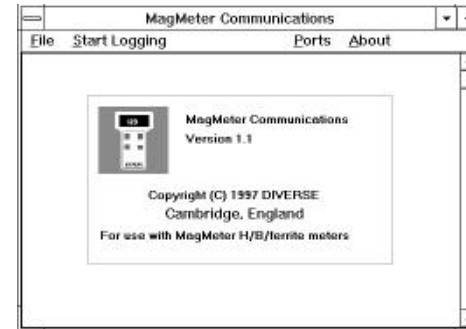 MagMeter Communications
File Start Logging Ports About
MagMeter Communications
Version 1.1
Copyright (C) 1997 DIVERSE
Cambridge, England
For use with MagMeter H/B/ferrite meters